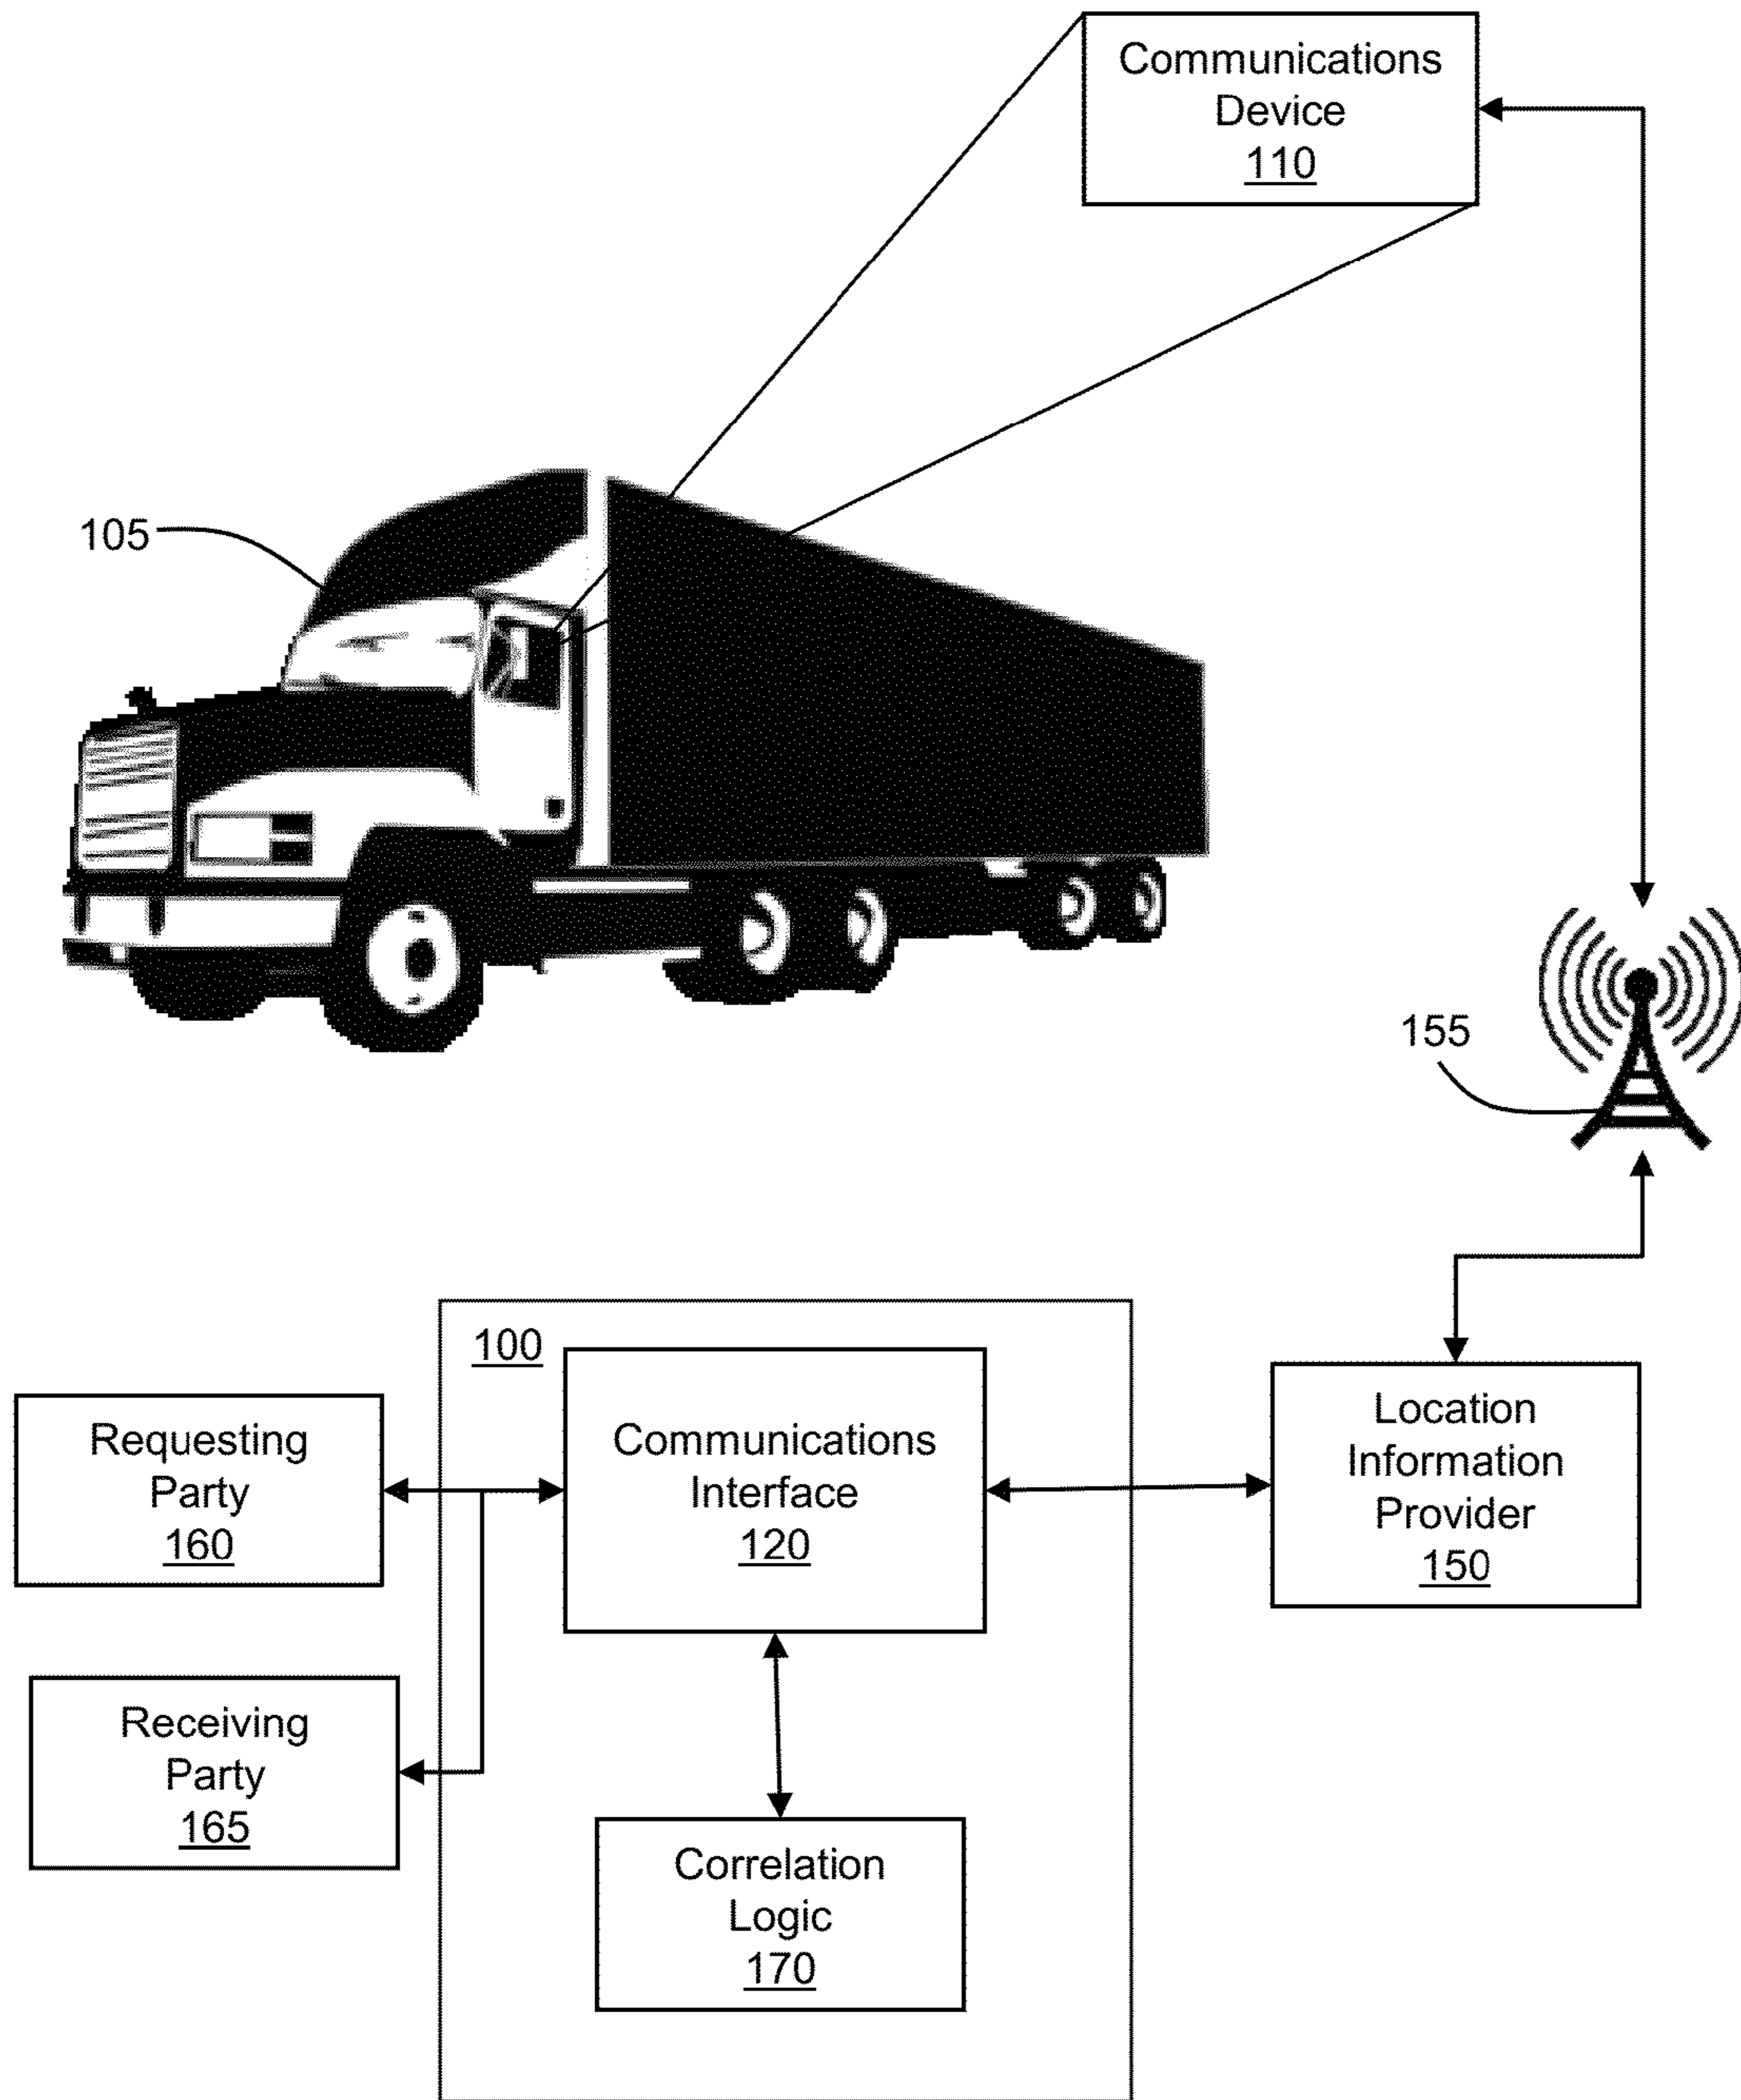 Communications
Device
110
105
155
100
Requesting
Party
160
Communications
Interface
120
Location
Information
Provider
150
Receiving
Party
165
Correlation
Logic
170